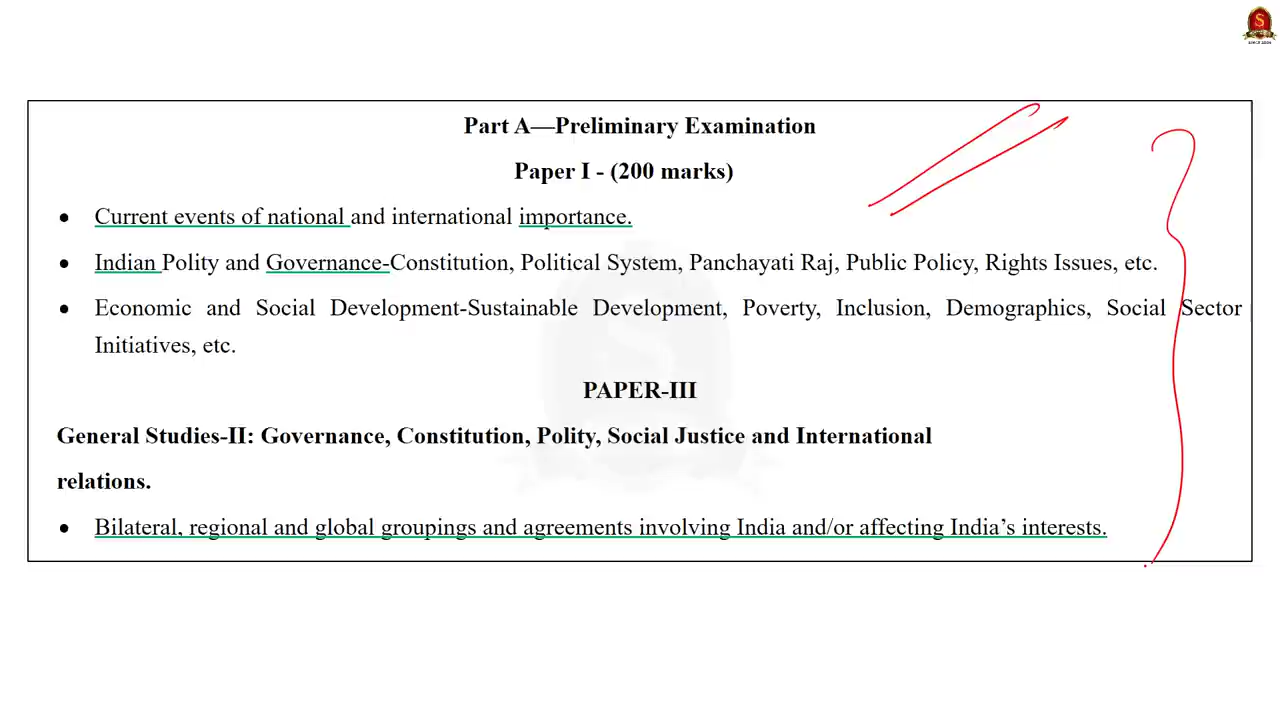 S
SINCE 2004
Part A—Preliminary Examination
Paper I - (200 marks)
● Current events of national and international importance.
● Indian Polity and Governance-Constitution, Political System, Panchayati Raj, Public Policy, Rights Issues, etc.
● Economic and Social Development-Sustainable Development, Poverty, Inclusion, Demographics, Social Sector
Initiatives, etc.
PAPER-III
General Studies-II: Governance, Constitution, Polity, Social Justice and International
relations.
● Bilateral, regional and global groupings and agreements involving India and/or affecting India’s interests.